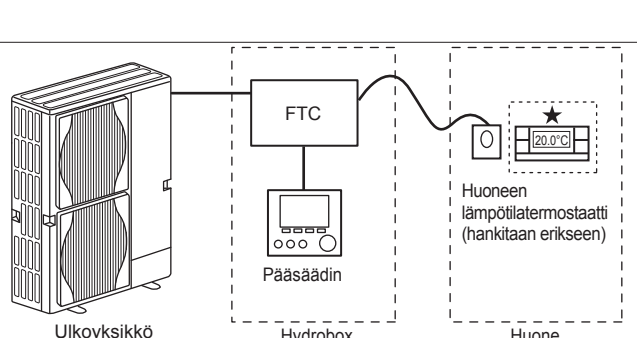 FTC
20.0°C
Huoneen
lämpötilatermostaatti
(hankitaan erikseen)
Pääsäädin
Ulkoyksikkö
Hydrobox
Huone